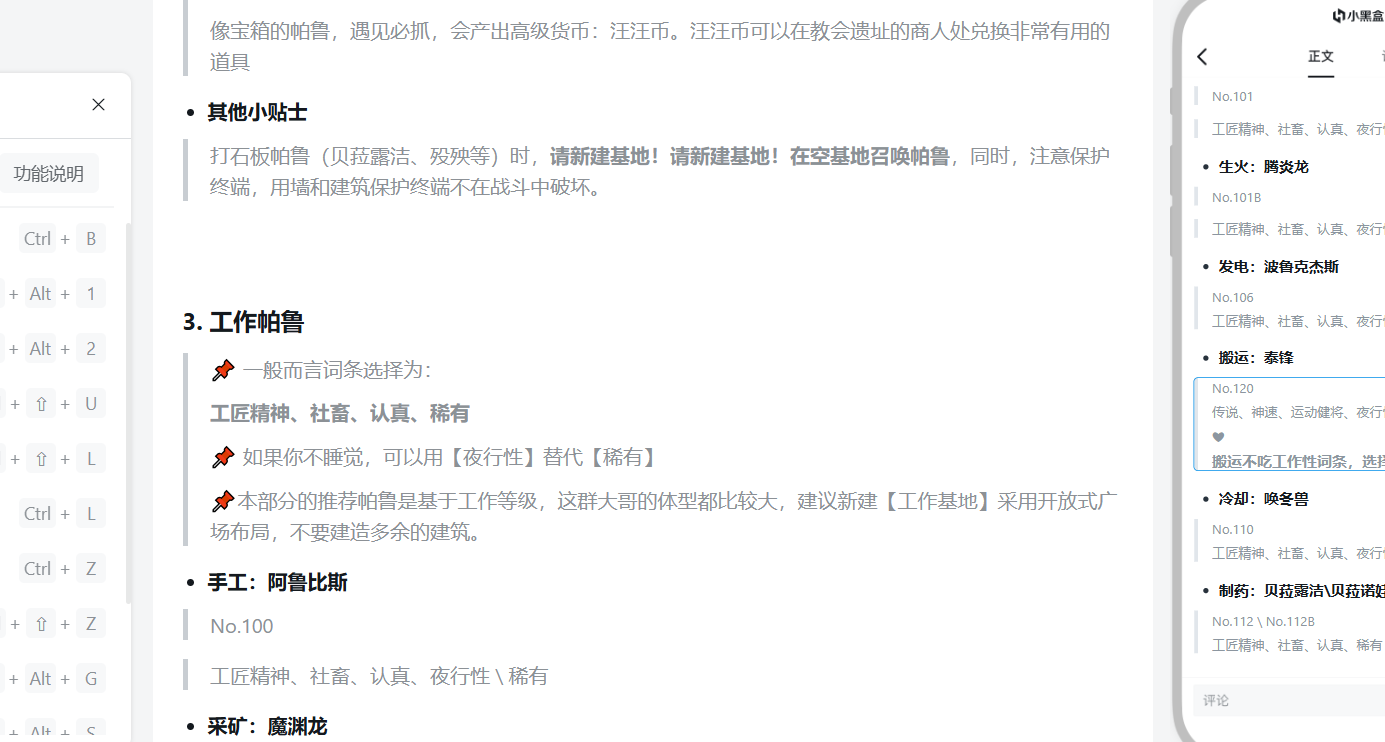 功能说明
Ctrl + B
+ Alt + 1
+ Alt + 2
+ ⇧ + U
+ ⇧ + L
Ctrl + L
Ctrl + Z
+ ⇧ + Z
+ Alt + G
+ Alt + S
像宝箱的帕鲁，遇见必抓，会产出高级货币：汪汪币。汪汪币可以在教会遗址的商人处兑换非常有用的
道具
• 其他小贴士
打石板帕鲁（贝菈露洁、殁殃等）时，请新建基地！请新建基地！在空基地召唤帕鲁，同时，注意保护
终端，用墙和建筑保护终端不在战斗中破坏。
3. 工作帕鲁
📌 一般而言词条选择为：
工匠精神、社畜、认真、稀有
📌 如果你不睡觉，可以用【夜行性】替代【稀有】
📌本部分的推荐帕鲁是基于工作等级，这群大哥的体型都比较大，建议新建【工作基地】采用开放式广
场布局，不要建造多余的建筑。
• 手工：阿鲁比斯
No.100
工匠精神、社畜、认真、夜行性 \ 稀有
• 采矿：魔渊龙
小黑盒
正文
No.101
工匠精神、社畜、认真、夜行
• 生火：腾炎龙
No.101B
工匠精神、社畜、认真、夜行
• 发电：波鲁克杰斯
No.106
工匠精神、社畜、认真、夜行
• 搬运：泰锋
No.120
传说、神速、运动健将、夜行
♥
搬运不吃工作性词条，选择
• 冷却：唤冬兽
No.110
工匠精神、社畜、认真、夜行
• 制药：贝菈露洁\贝菈诺娃
No.112 \ No.112B
工匠精神、社畜、认真、稀有
评论